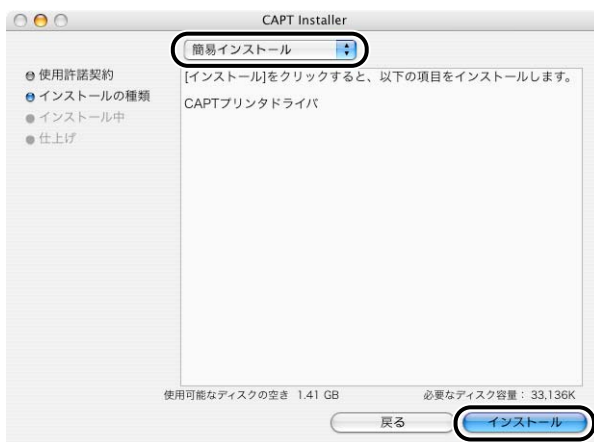 CAPT Installer
簡易インストール
使用許諾契約
インストールの種類
インストール中
仕上げ
[インストール]をクリックすると、以下の項目をインストールします。
CAPTプリンタドライバ
使用可能なディスクの空き 1.41 GB
必要なディスク容量： 33,136K
戻る
インストール